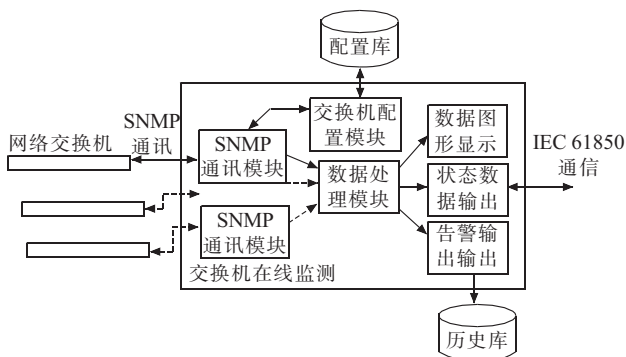 配置库
SNMP
通讯
网络交换机
交换机配
置模块
数据图
形显示
SNMP
通讯模块
数据处
理模块
状态数
据输出
IEC 61850
通信
SNMP
通讯模块
告警输
出输出
交换机在线监测
历史库